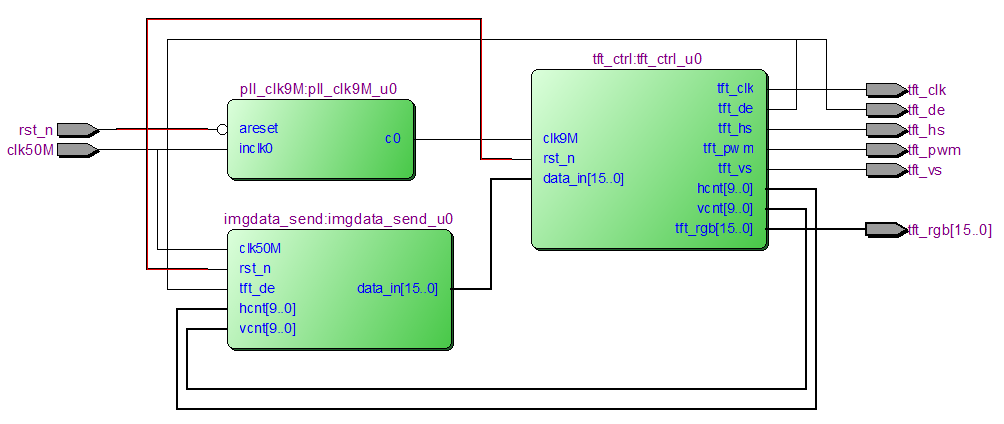 rst_n
clk50M
pll_clk9M:pll_clk9M_u0
areset
inclk0
c0
imgdata_send:imgdata_send_u0
clk50M
rst_n
tft_de
hcnt[9..0]
vcnt[9..0]
data_in[15..0]
tft_ctrl:tft_ctrl_u0
clk9M
rst_n
data_in[15..0]
tft_clk
tft_de
tft_hs
tft_pwm
tft_vs
hcnt[9..0]
vcnt[9..0]
tft_rgb[15..0]
tft_clk
tft_de
tft_hs
tft_pwm
tft_vs
tft_rgb[15..0]